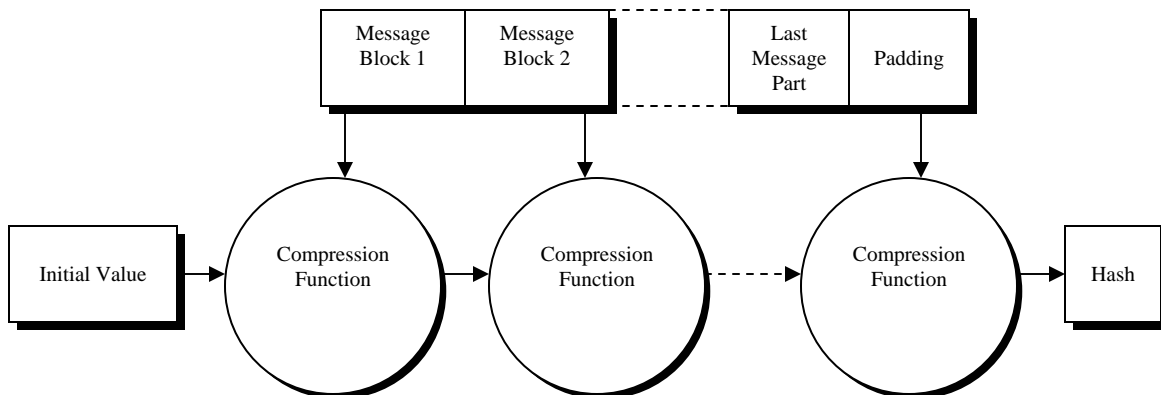 Message
Block 1
Message
Block 2
Last
Message
Part
Padding
Initial Value
Compression
Function
Compression
Function
Compression
Function
Hash